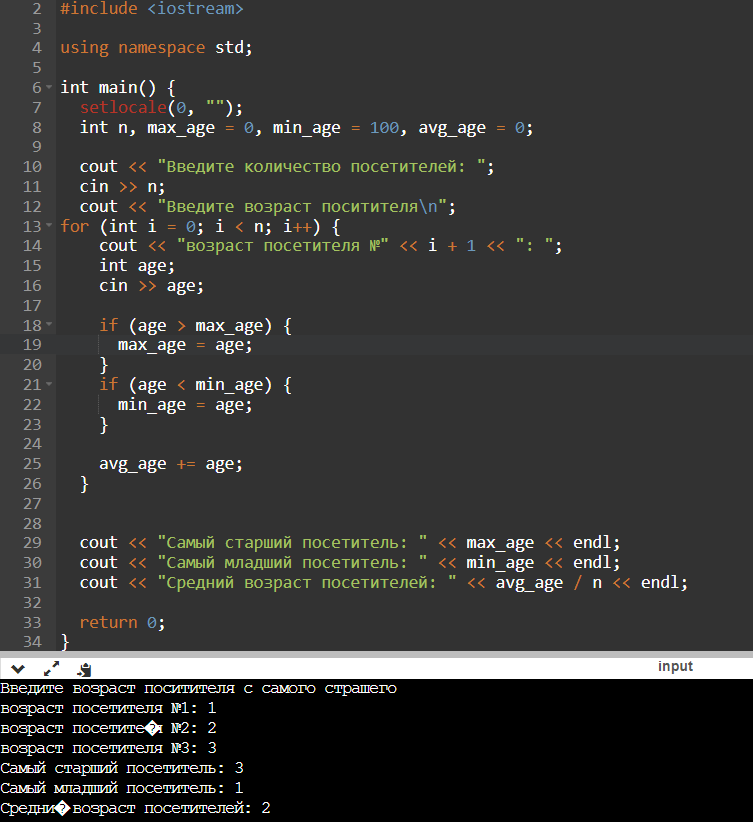 2 #include <iostream>
3
4 using namespace std;
5
6 int main() {
7 setlocale(0, "");
8 int n, max_age = 0, min_age = 100, avg_age = 0;
9
10 cout << "Введите количество посетителей: ";
11 cin >> n;
12 cout << "Введите возраст поситителя\n";
13 for (int i = 0; i < n; i++) {
14 cout << "возраст посетителя №" << i + 1 << ": ";
15 int age;
16 cin >> age;
17
18 if (age > max_age) {
19 max_age = age;
20 }
21 if (age < min_age) {
22 min_age = age;
23 }
24
25 avg_age += age;
26 }
27
28
29 cout << "Самый старший посетитель: " << max_age << endl;
30 cout << "Самый младший посетитель: " << min_age << endl;
31 cout << "Средний возраст посетителей: " << avg_age / n << endl;
32
33 return 0;
34 }
input
Введите возраст поситителя с самого страшего
возраст посетителя №1: 1
возраст посетите�я №2: 2
возраст посетителя №3: 3
Самый старший посетитель: 3
Самый младший посетитель: 1
Средни� возраст посетителей: 2